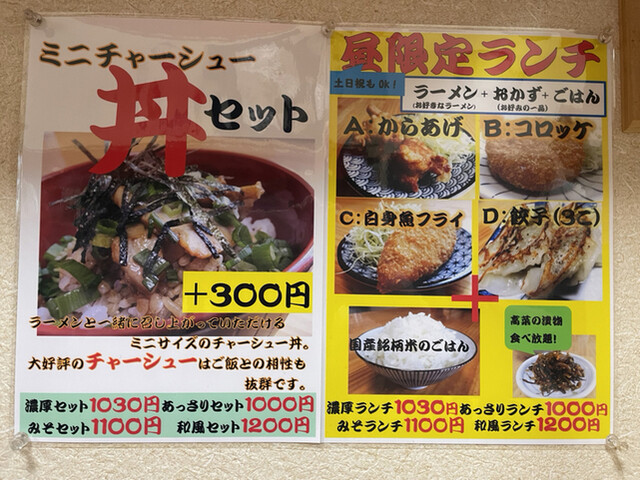 ミニチャーシュー
丼セット
+300円
ラーメンと一緒に召し上がっていただける
ミニサイズのチャーシュー丼。
大好評のチャーシューはご飯との相性も
抜群です。
濃厚セット1030円 あっさりセット1000円
みそセット1100円 和風セット1200円
昼限定ランチ
土日祝もOk!
ラーメン+おかず+ごはん
(お好きなラーメン) (お好みの一品)
A:からあげ
B:コロッケ
C:白身魚フライ
D:餃子(3こ)
+
国産銘柄米のごはん
高菜の漬物
食べ放題!
濃厚ランチ1030円 あっさりランチ1000円
みそランチ1100円 和風ランチ1200円